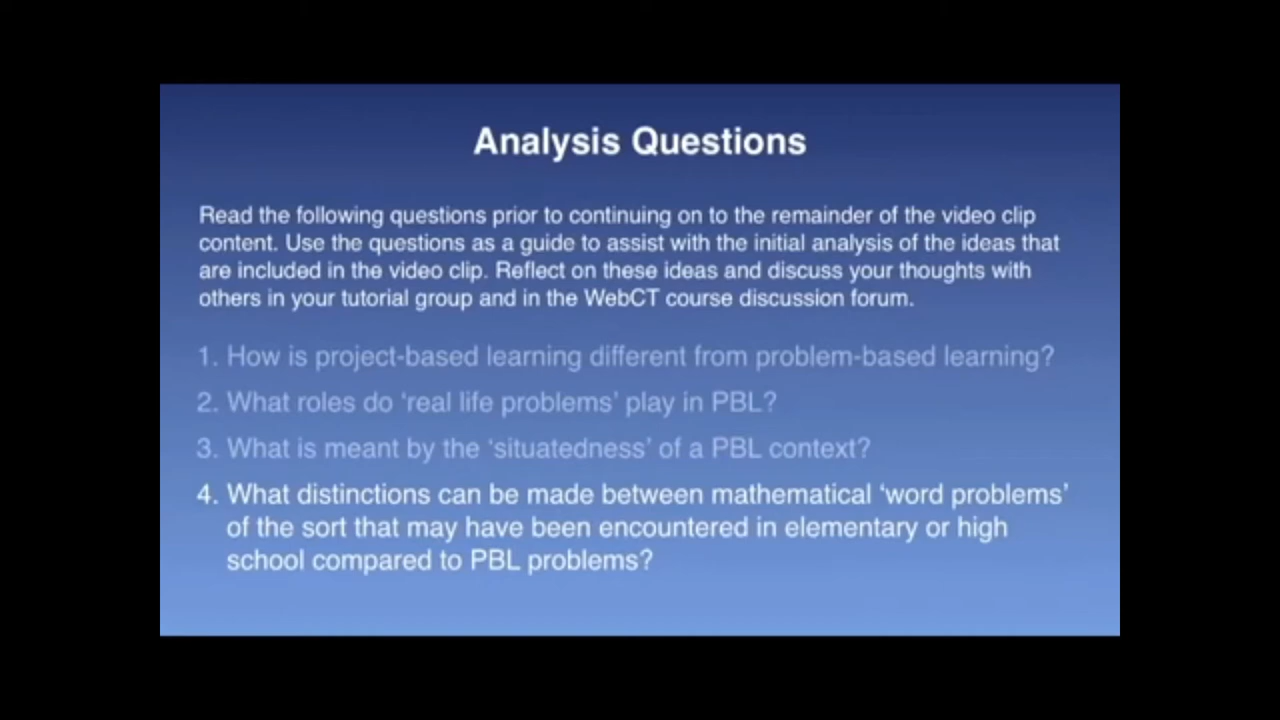 Analysis Questions
Read the following questions prior to continuing on to the remainder of the video clip
content. Use the questions as a guide to assist with the initial analysis of the ideas that
are included in the video clip. Reflect on these ideas and discuss your thoughts with
others in your tutorial group and in the WebCT course discussion forum.
1. How is project-based learning different from problem-based learning?
2. What roles do ‘real life problems’ play in PBL?
3. What is meant by the ‘situatedness’ of a PBL context?
4. What distinctions can be made between mathematical ‘word problems’
of the sort that may have been encountered in elementary or high
school compared to PBL problems?